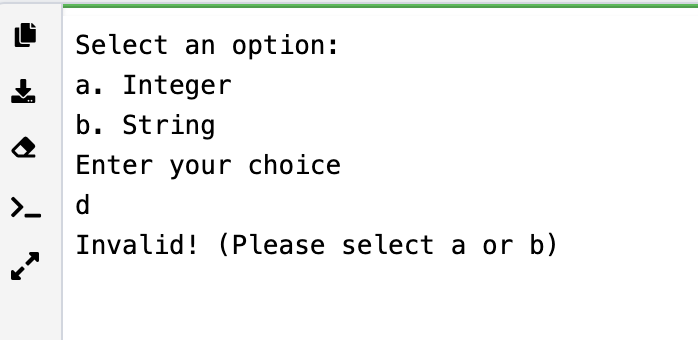 Select an option:
a. Integer
b. String
Enter your choice
d
Invalid! (Please select a or b)